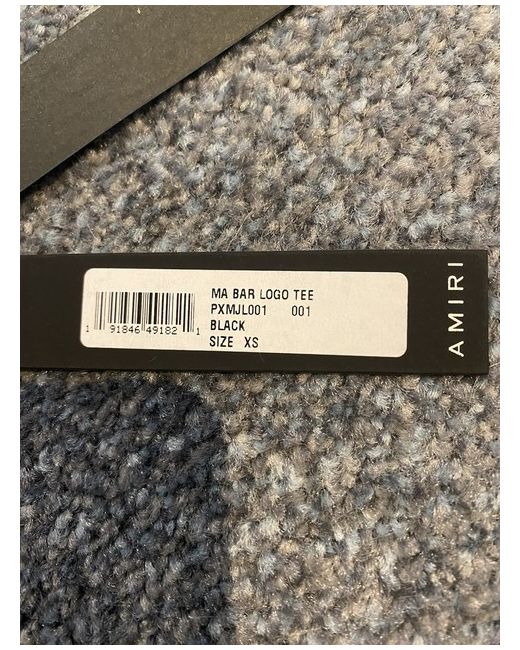 MA BAR LOGO TEE
PXMJL001 001
BLACK
SIZE XS
1 91846 49182 1
AMIRI